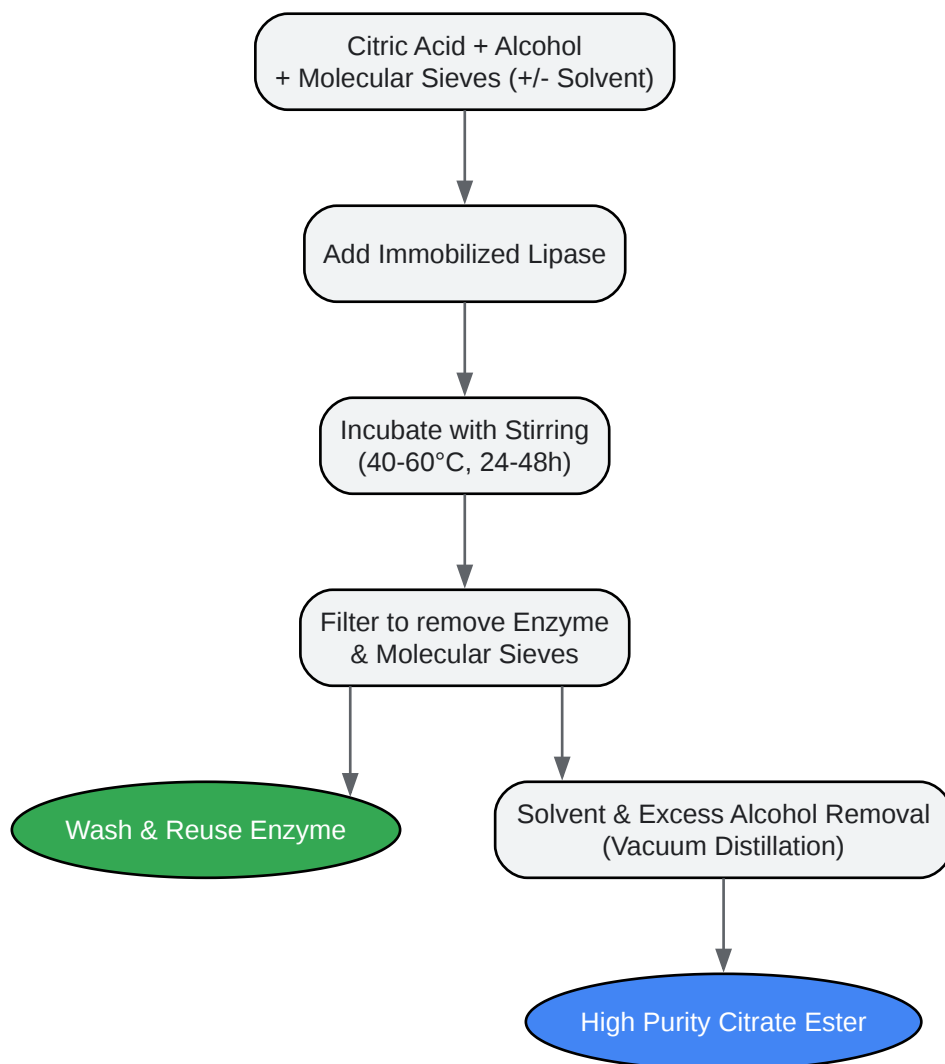 Citric Acid + Alcohol
+ Molecular Sieves (+/- Solvent)
Add Immobilized Lipase
Incubate with Stirring
(40-60°C, 24-48h)
Filter to remove Enzyme
& Molecular Sieves
Wash & Reuse Enzyme
Solvent & Excess Alcohol Removal
(Vacuum Distillation)
High Purity Citrate Ester